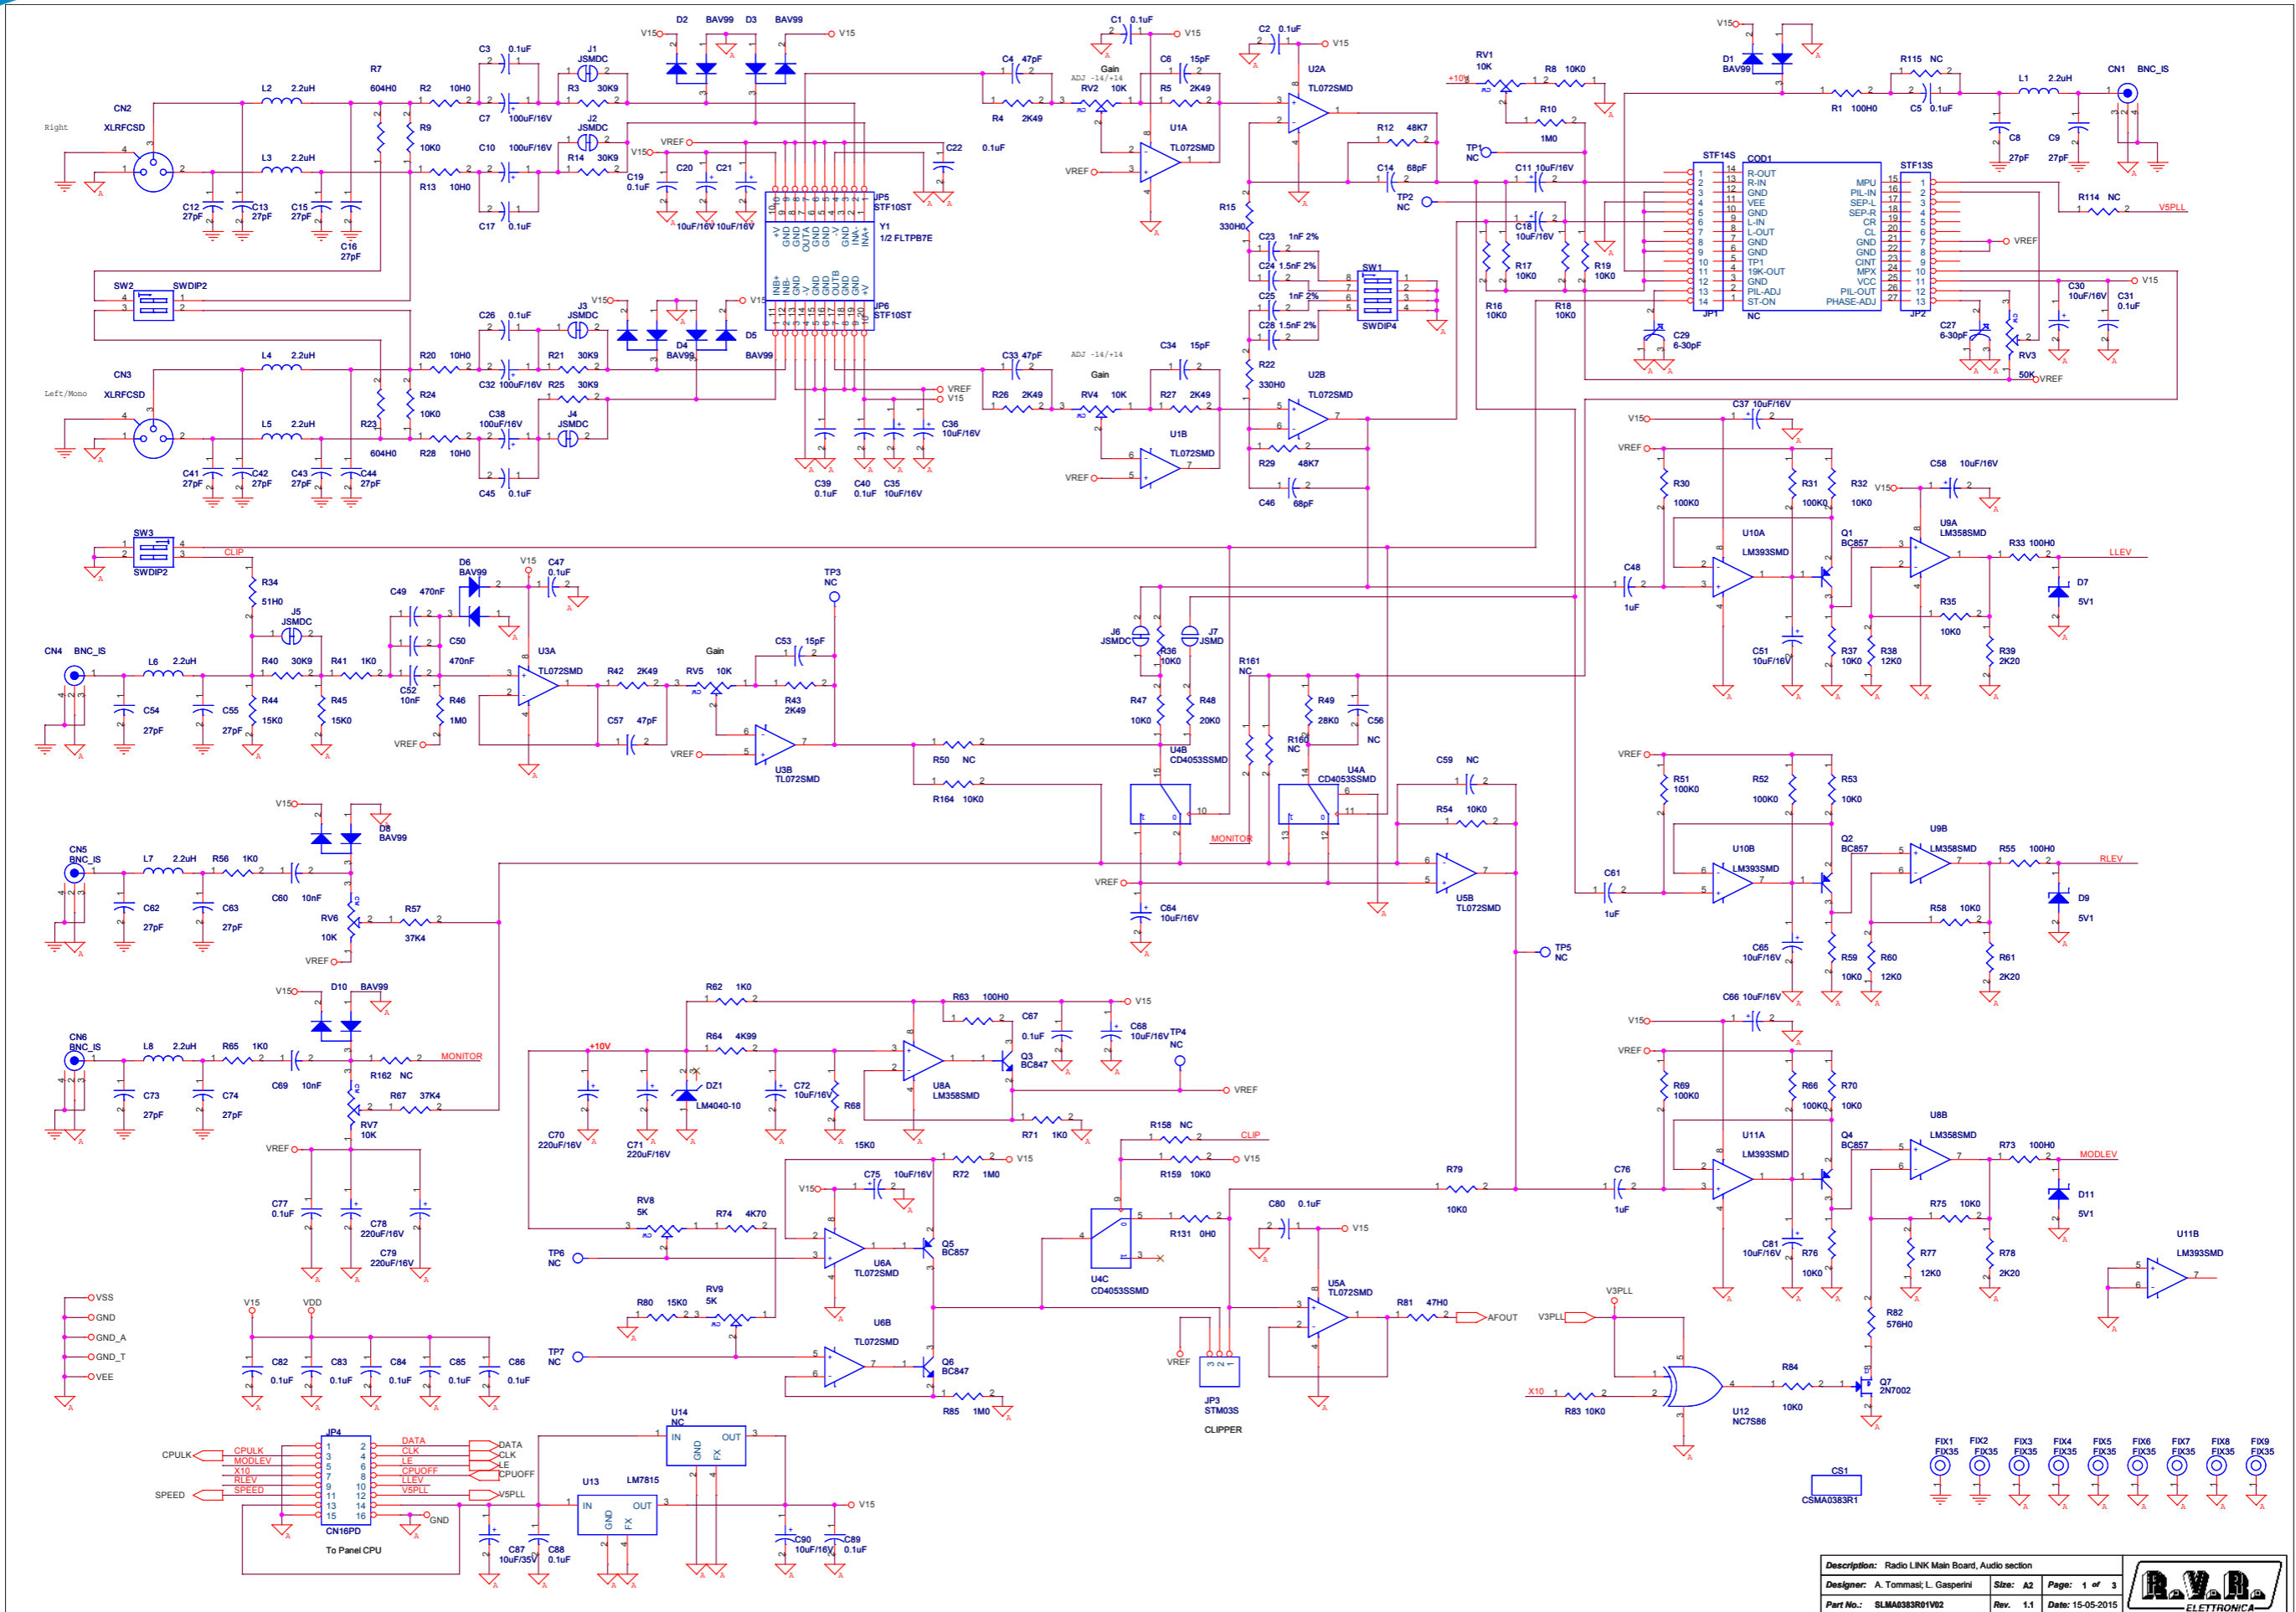 Right
CN2
XLRFCSD
L2 2.2uH
L3 2.2uH
C12
27pF
C13
27pF
C15
27pF
C16
27pF
R7
604H0
R9
10K0
R2 10H0
R13 10H0
C3 0.1uF
C7 100uF/16V
C10 100uF/16V
C17 0.1uF
J1
JSMDC
R3 30K9
J2
JSMDC
R14 30K9
D2 BAV99
D3 BAV99
V15
VREF
C19
0.1uF
C20
10uF/16V
C21
10uF/16V
C22
0.1uF
JP5
STF10ST
Y1
1/2 FLTPB7E
JP6
STF10ST
SW2 SWDIP2
Left/Mono
CN3
XLRFCSD
L4 2.2uH
L5 2.2uH
C41
27pF
C42
27pF
C43
27pF
C44
27pF
R23
604H0
R24
10K0
R20 10H0
R28 10H0
C26 0.1uF
C32 100uF/16V
C38
100uF/16V
C45 0.1uF
J3
JSMDC
R21 30K9
R25 30K9
J4
JSMDC
D4
BAV99
D5
BAV99
C39
0.1uF
C40
0.1uF
C35
10uF/16V
C36
10uF/16V
C4 47pF
R4 2K49
C1 0.1uF
Gain
ADJ -14/+14
RV2 10K
C6 15pF
R5 2K49
U1A
TL072SMD
C2 0.1uF
U2A
TL072SMD
R12 48K7
C14 68pF
R15
330H0
C23 1nF 2%
C24 1.5nF 2%
C25 1nF 2%
C28 1.5nF 2%
SW1
SWDIP4
R22
330H0
C33 47pF
R26 2K49
ADJ -14/+14
Gain
RV4 10K
C34 15pF
R27 2K49
U1B
TL072SMD
U2B
TL072SMD
R29 48K7
C46 68pF
RV1
10K
+10V
R8 10K0
R10
1M0
TP1
NC
TP2
NC
C11 10uF/16V
C18
10uF/16V
R16
10K0
R17
10K0
R18
10K0
R19
10K0
D1
BAV99
R115 NC
R1 100H0
C5 0.1uF
L1 2.2uH
CN1 BNC_IS
C8
27pF
C9
27pF
STF14S
JP1
COD1
R-OUT
R-IN
GND
VEE
GND
L-IN
L-OUT
GND
GND
TP1
19K-OUT
GND
PIL-ADJ
ST-ON
MPU
PIL-IN
SEP-L
SEP-R
CR
CL
GND
GND
CINT
MPX
VCC
PIL-OUT
PHASE-ADJ
NC
STF13S
JP2
R114 NC
V5PLL
C29
6-30pF
C27
6-30pF
RV3
50K
C30
10uF/16V
C31
0.1uF
C37 10uF/16V
R30
100K0
R31
100K0
R32
10K0
U10A
LM393SMD
Q1
BC857
C58 10uF/16V
U9A
LM358SMD
R33 100H0
LLEV
D7
5V1
R35
10K0
C51
10uF/16V
R37
10K0
R38
12K0
R39
2K20
C48
1uF
SW3
SWDIP2
CLIP
R34
51H0
J5
JSMDC
CN4 BNC_IS
L6 2.2uH
R40 30K9
R41 1K0
C54
27pF
C55
27pF
R44
15K0
R45
15K0
C49 470nF
C50
470nF
C52
10nF
D6
BAV99
R46
1M0
C47
0.1uF
U3A
TL072SMD
R42 2K49
C57 47pF
Gain
RV5 10K
C53 15pF
R43
2K49
TP3
NC
U3B
TL072SMD
R50 NC
R164 10K0
J6
JSMDC
R36
10K0
J7
JSMD
R47
10K0
R48
20K0
R161
NC
R160
NC
R49
28K0
C56
NC
U4B
CD4053SSMD
U4A
CD4053SSMD
MONITOR
C64
10uF/16V
C59 NC
R54 10K0
U5B
TL072SMD
TP5
NC
CN5
BNC_IS
L7 2.2uH
R56 1K0
C62
27pF
C63
27pF
C60 10nF
D8
BAV99
RV6
10K
R57
37K4
C61
1uF
R51
100K0
R52
100K0
R53
10K0
U10B
LM393SMD
Q2
BC857
U9B
LM358SMD
R55 100H0
RLEV
D9
5V1
R58 10K0
C65
10uF/16V
R59
10K0
R60
12K0
R61
2K20
CN6
BNC_IS
L8 2.2uH
R65 1K0
C73
27pF
C74
27pF
C69 10nF
D10 BAV99
R162 NC
MONITOR
R67 37K4
RV7
10K
C77
0.1uF
C78
220uF/16V
C79
220uF/16V
R62 1K0
+10V
R64 4K99
C70
220uF/16V
C71
220uF/16V
DZ1
LM4040-10
C72
10uF/16V
R68
15K0
U8A
LM358SMD
R63 100H0
Q3
BC847
C67
0.1uF
C68
10uF/16V
TP4
NC
R71 1K0
VREF
C66 10uF/16V
R69
100K0
R66
100K0
R70
10K0
U11A
LM393SMD
Q4
BC857
U8B
LM358SMD
R73 100H0
MODLEV
D11
5V1
R75 10K0
C81
10uF/16V
R76
10K0
R77
12K0
R78
2K20
U11B
LM393SMD
C75 10uF/16V
R72 1M0
RV8
5K
R74 4K70
TP6
NC
U6A
TL072SMD
Q5
BC857
RV9
5K
R80 15K0
TP7
NC
U6B
TL072SMD
Q6
BC847
R85 1M0
R158 NC
CLIP
R159 10K0
R131 0H0
U4C
CD4053SSMD
R79
10K0
C76
1uF
C80 0.1uF
U5A
TL072SMD
R81 47H0
AFOUT
JP3
STM03S
CLIPPER
V3PLL
V3PLL
X10
R83 10K0
U12
NC7S86
R84
10K0
Q7
2N7002
R82
576H0
VSS
GND
GND_A
GND_T
VEE
V15
VDD
C82
0.1uF
C83
0.1uF
C84
0.1uF
C85
0.1uF
C86
0.1uF
JP4
CN16PD
To Panel CPU
CPULK
CPULK
MODLEV
X10
RLEV
SPEED
SPEED
DATA
CLK
LE
CPUOFF
LLEV
V5PLL
DATA
CLK
LE
CPUOFF
V5PLL
GND
U14
NC
IN
OUT
GND
FX
U13 LM7815
IN
OUT
GND
FX
C87
10uF/35V
C88
0.1uF
C90
10uF/16V
C89
0.1uF
V15
CS1
CSMA0383R1
FIX1
FIX35
FIX2
FIX35
FIX3
FIX35
FIX4
FIX35
FIX5
FIX35
FIX6
FIX35
FIX7
FIX35
FIX8
FIX35
FIX9
FIX35
Description: Radio LINK Main Board, Audio section
Designer: A. Tommasi; L. Gasperini
Size: A2
Page: 1 of 3
Part No.: SLMA0383R01V02
Rev. 1.1
Date: 15-05-2015
R.V.R.
ELETTRONICA